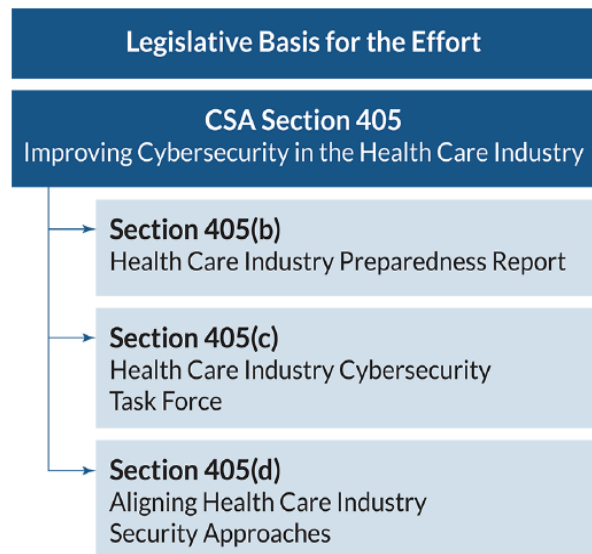 Legislative Basis for the Effort
CSA Section 405
Improving Cybersecurity in the Health Care Industry
Section 405(b)
Health Care Industry Preparedness Report
Section 405(c)
Health Care Industry Cybersecurity
Task Force
Section 405(d)
Aligning Health Care Industry
Security Approaches